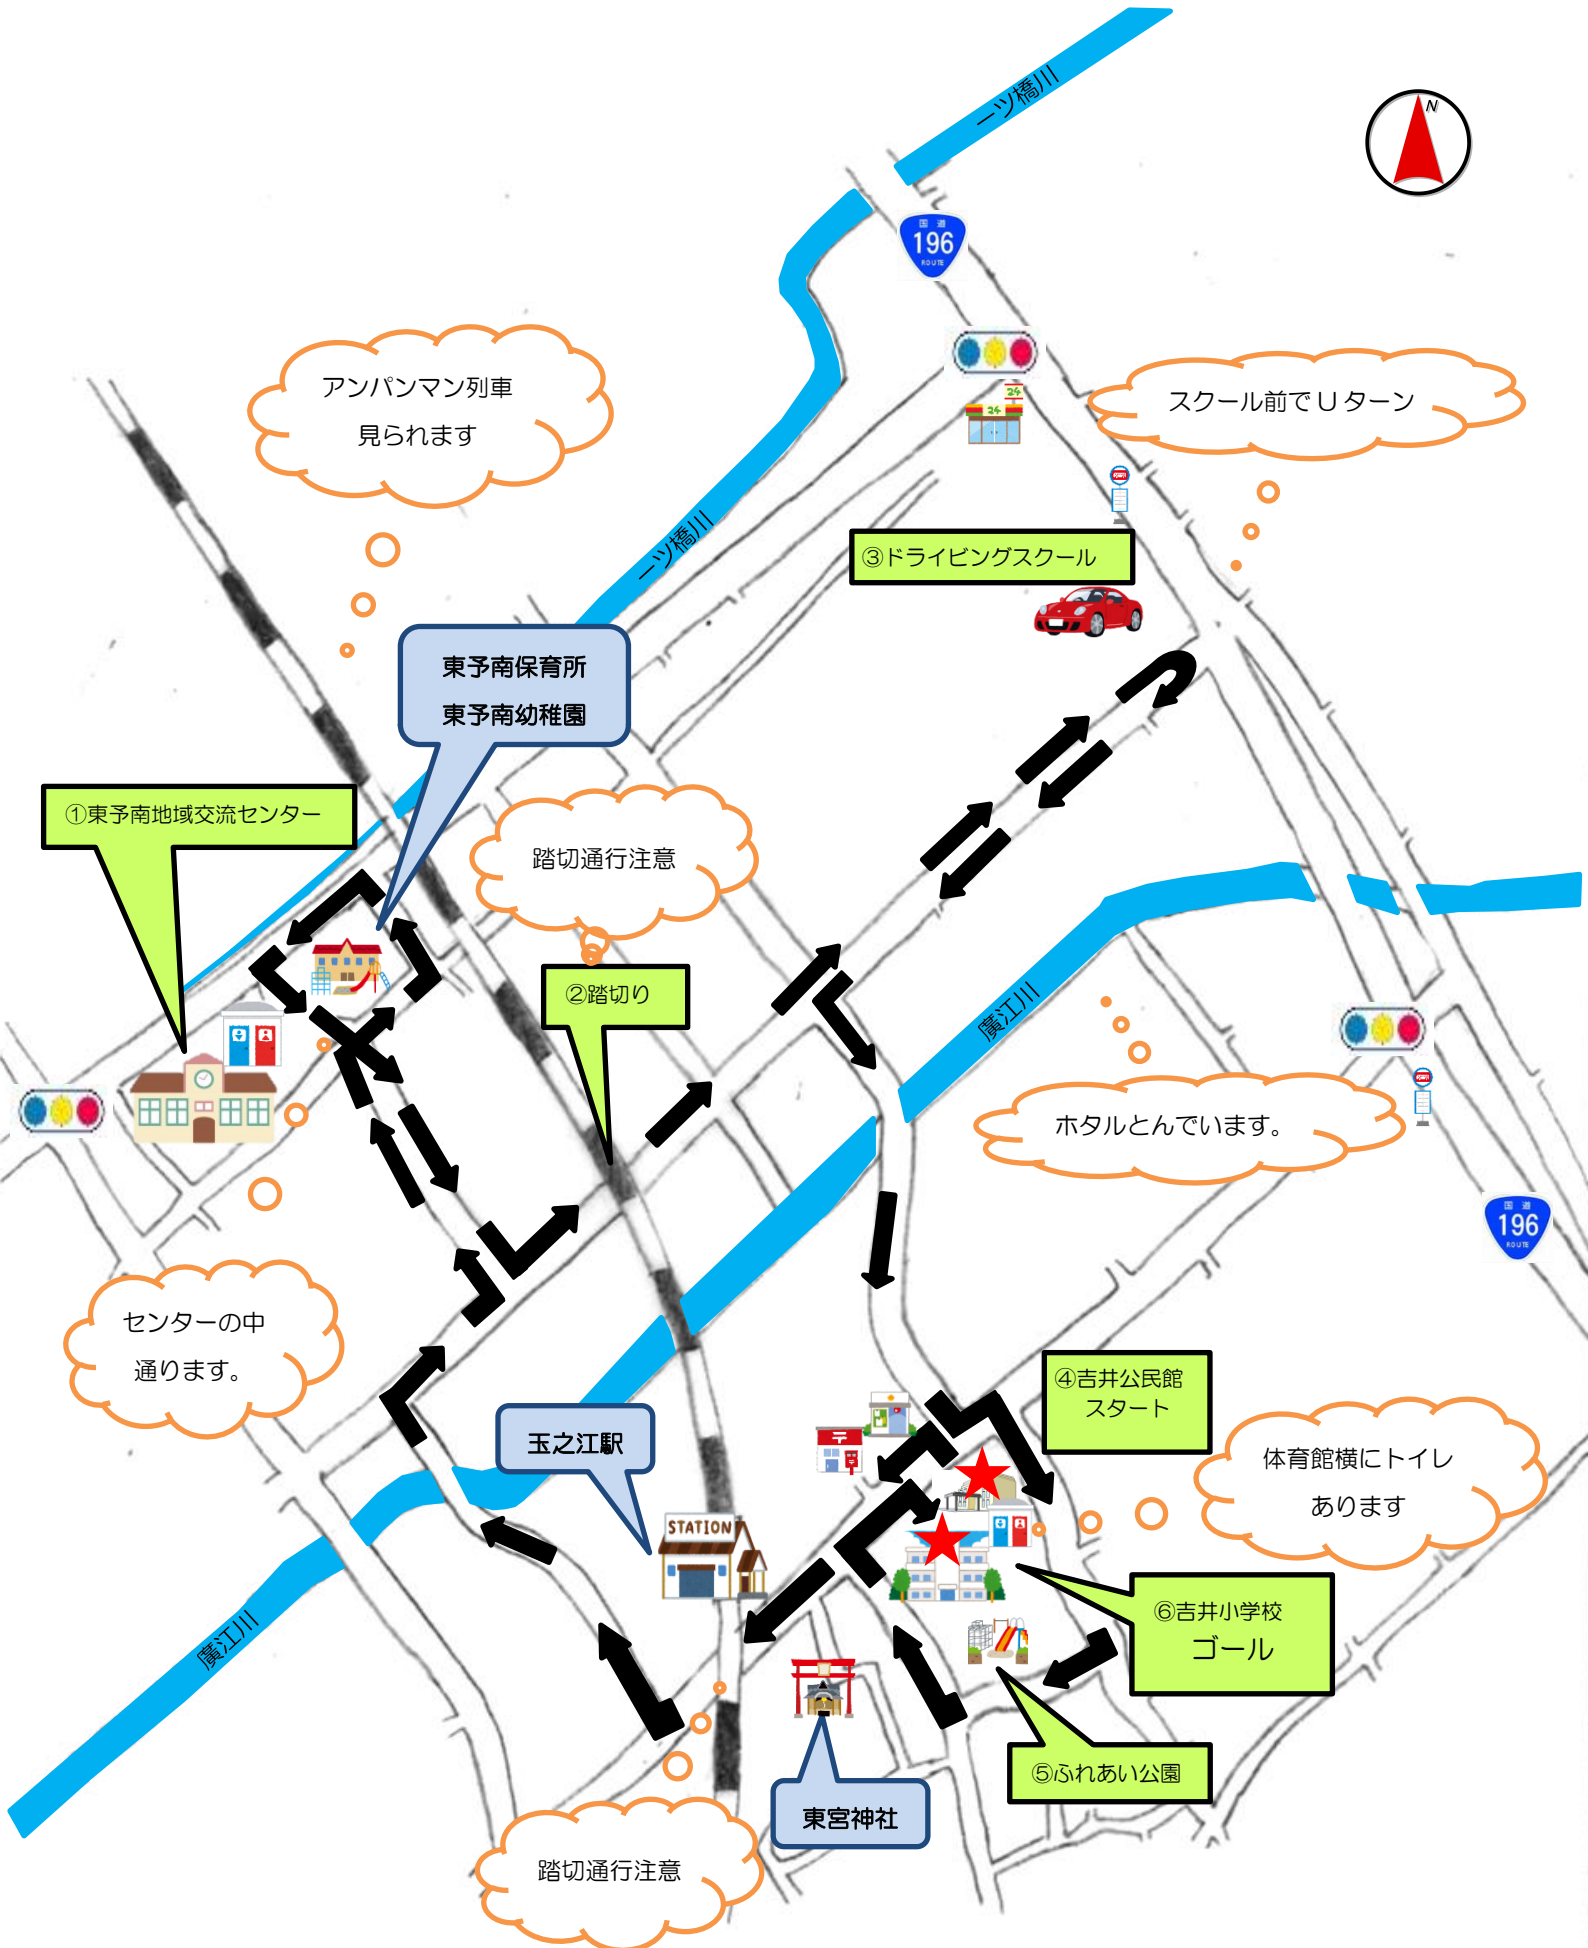 一ツ橋川
N
国道
196
ROUTE
アンパンマン列車
見られます
スクール前でUターン
24
24
一ツ橋川
③ドライビングスクール
東予南保育所
東予南幼稚園
①東予南地域交流センター
踏切通行注意
②踏切り
廣江川
ホタルとんでいます。
国道
196
ROUTE
センターの中
通ります。
④吉井公民館
スタート
玉之江駅
体育館横にトイレ
あります
STATION
⑥吉井小学校
ゴール
廣江川
⑤ふれあい公園
東宮神社
踏切通行注意